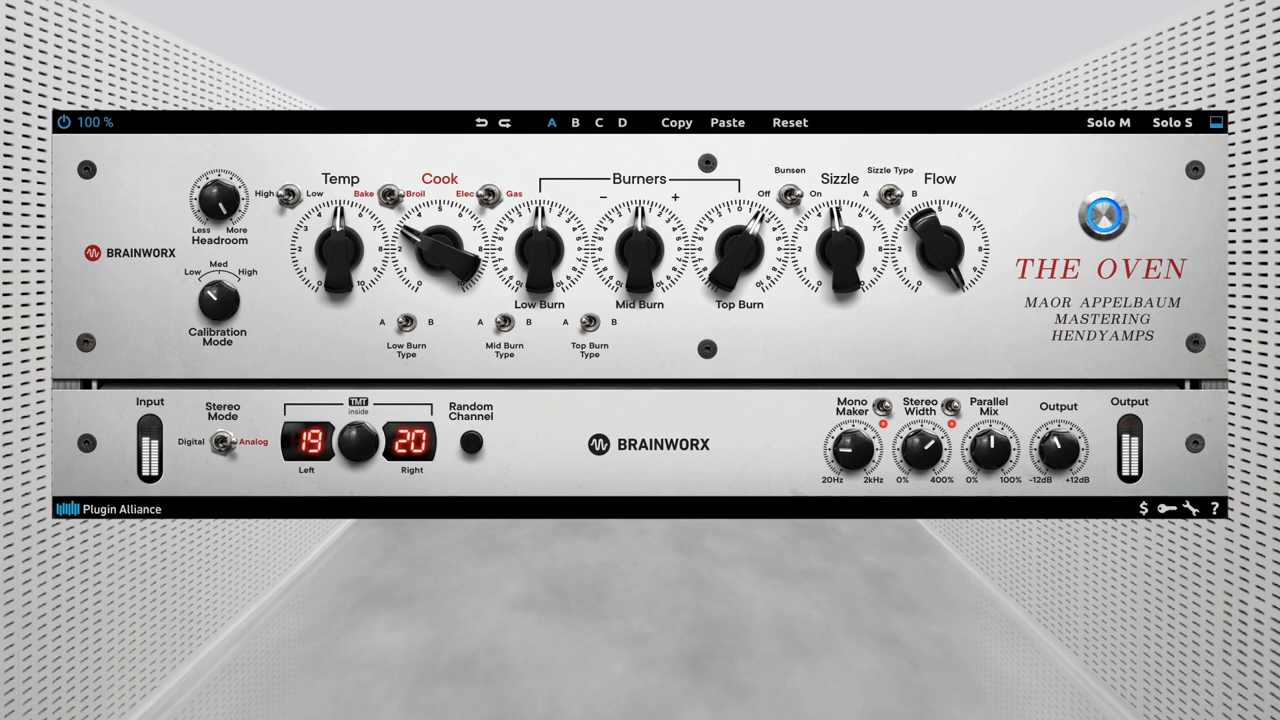 100 %
A B C D Copy Paste Reset
Solo M Solo S
Less More
Headroom
Low Med High
Calibration
Mode
BRAINWORX
High Low
Temp
Bake Broil
Cook
Elec Gas
Burners
− +
Low Burn
Mid Burn
Top Burn
Bunsen
Off On
Sizzle
Sizzle Type
A B
Flow
A B
Low Burn
Type
A B
Mid Burn
Type
A B
Top Burn
Type
THE OVEN
MAOR APPELBAUM
MASTERING
HENDYAMPS
Input
Stereo
Mode
Digital Analog
TMT
inside
19 20
Left Right
Random
Channel
BRAINWORX
Mono
Maker
20Hz 2kHz
Stereo
Width
0% 400%
Parallel
Mix
0% 100%
Output
-12dB +12dB
Output
Plugin Alliance
$ ?